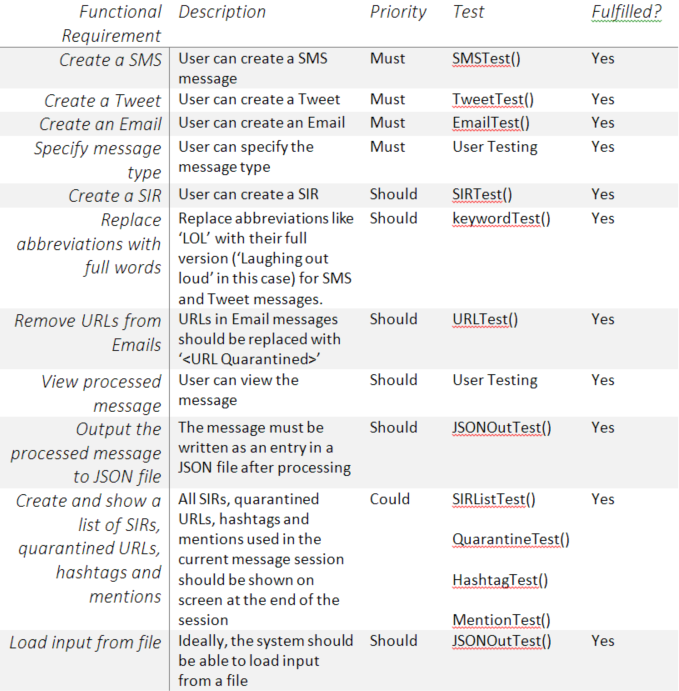 Functional Requirement Description Priority Test Fulfilled?
Create a SMS User can create a SMS message Must SMSTest() Yes
Create a Tweet User can create a Tweet Must TweetTest() Yes
Create an Email User can create an Email Must EmailTest() Yes
Specify message type User can specify the message type Must User Testing Yes
Create a SIR User can create a SIR Should SIRTest() Yes
Replace abbreviations with full words Replace abbreviations like ‘LOL’ with their full version (‘Laughing out loud’ in this case) for SMS and Tweet messages. Should keywordTest() Yes
Remove URLs from Emails URLs in Email messages should be replaced with ‘<URL Quarantined>’ Should URLTest() Yes
View processed message User can view the message Should User Testing Yes
Output the processed message to JSON file The message must be written as an entry in a JSON file after processing Should JSONOutTest() Yes
Create and show a list of SIRs, quarantined URLs, hashtags and mentions All SIRs, quarantined URLs, hashtags and mentions used in the current message session should be shown on screen at the end of the session Could SIRListTest() QuarantineTest() HashtagTest() MentionTest() Yes
Load input from file Ideally, the system should be able to load input from a file Should JSONOutTest() Yes